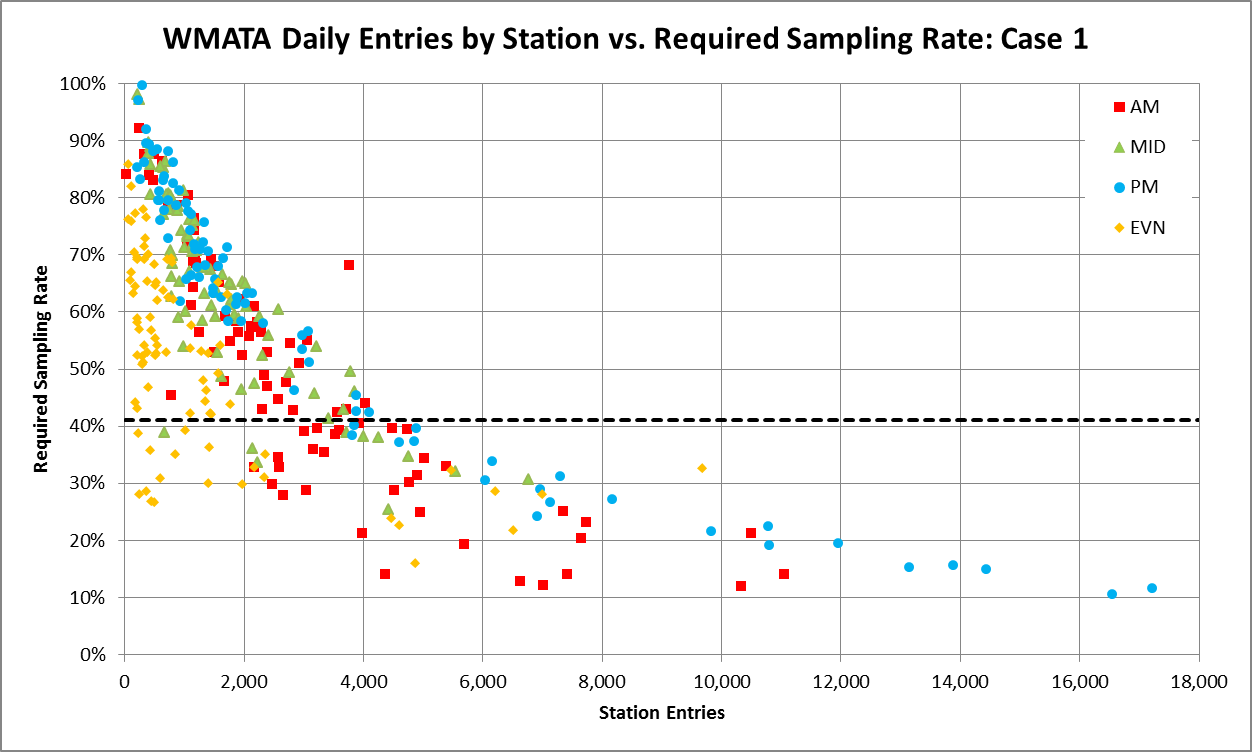 WMATA Daily Entries by Station vs. Required Sampling Rate: Case 1
100%
90%
80%
70%
60%
50%
40%
30%
20%
10%
0%
Required Sampling Rate
AM
MID
PM
EVN
0 2,000 4,000 6,000 8,000 10,000 12,000 14,000 16,000 18,000
Station Entries